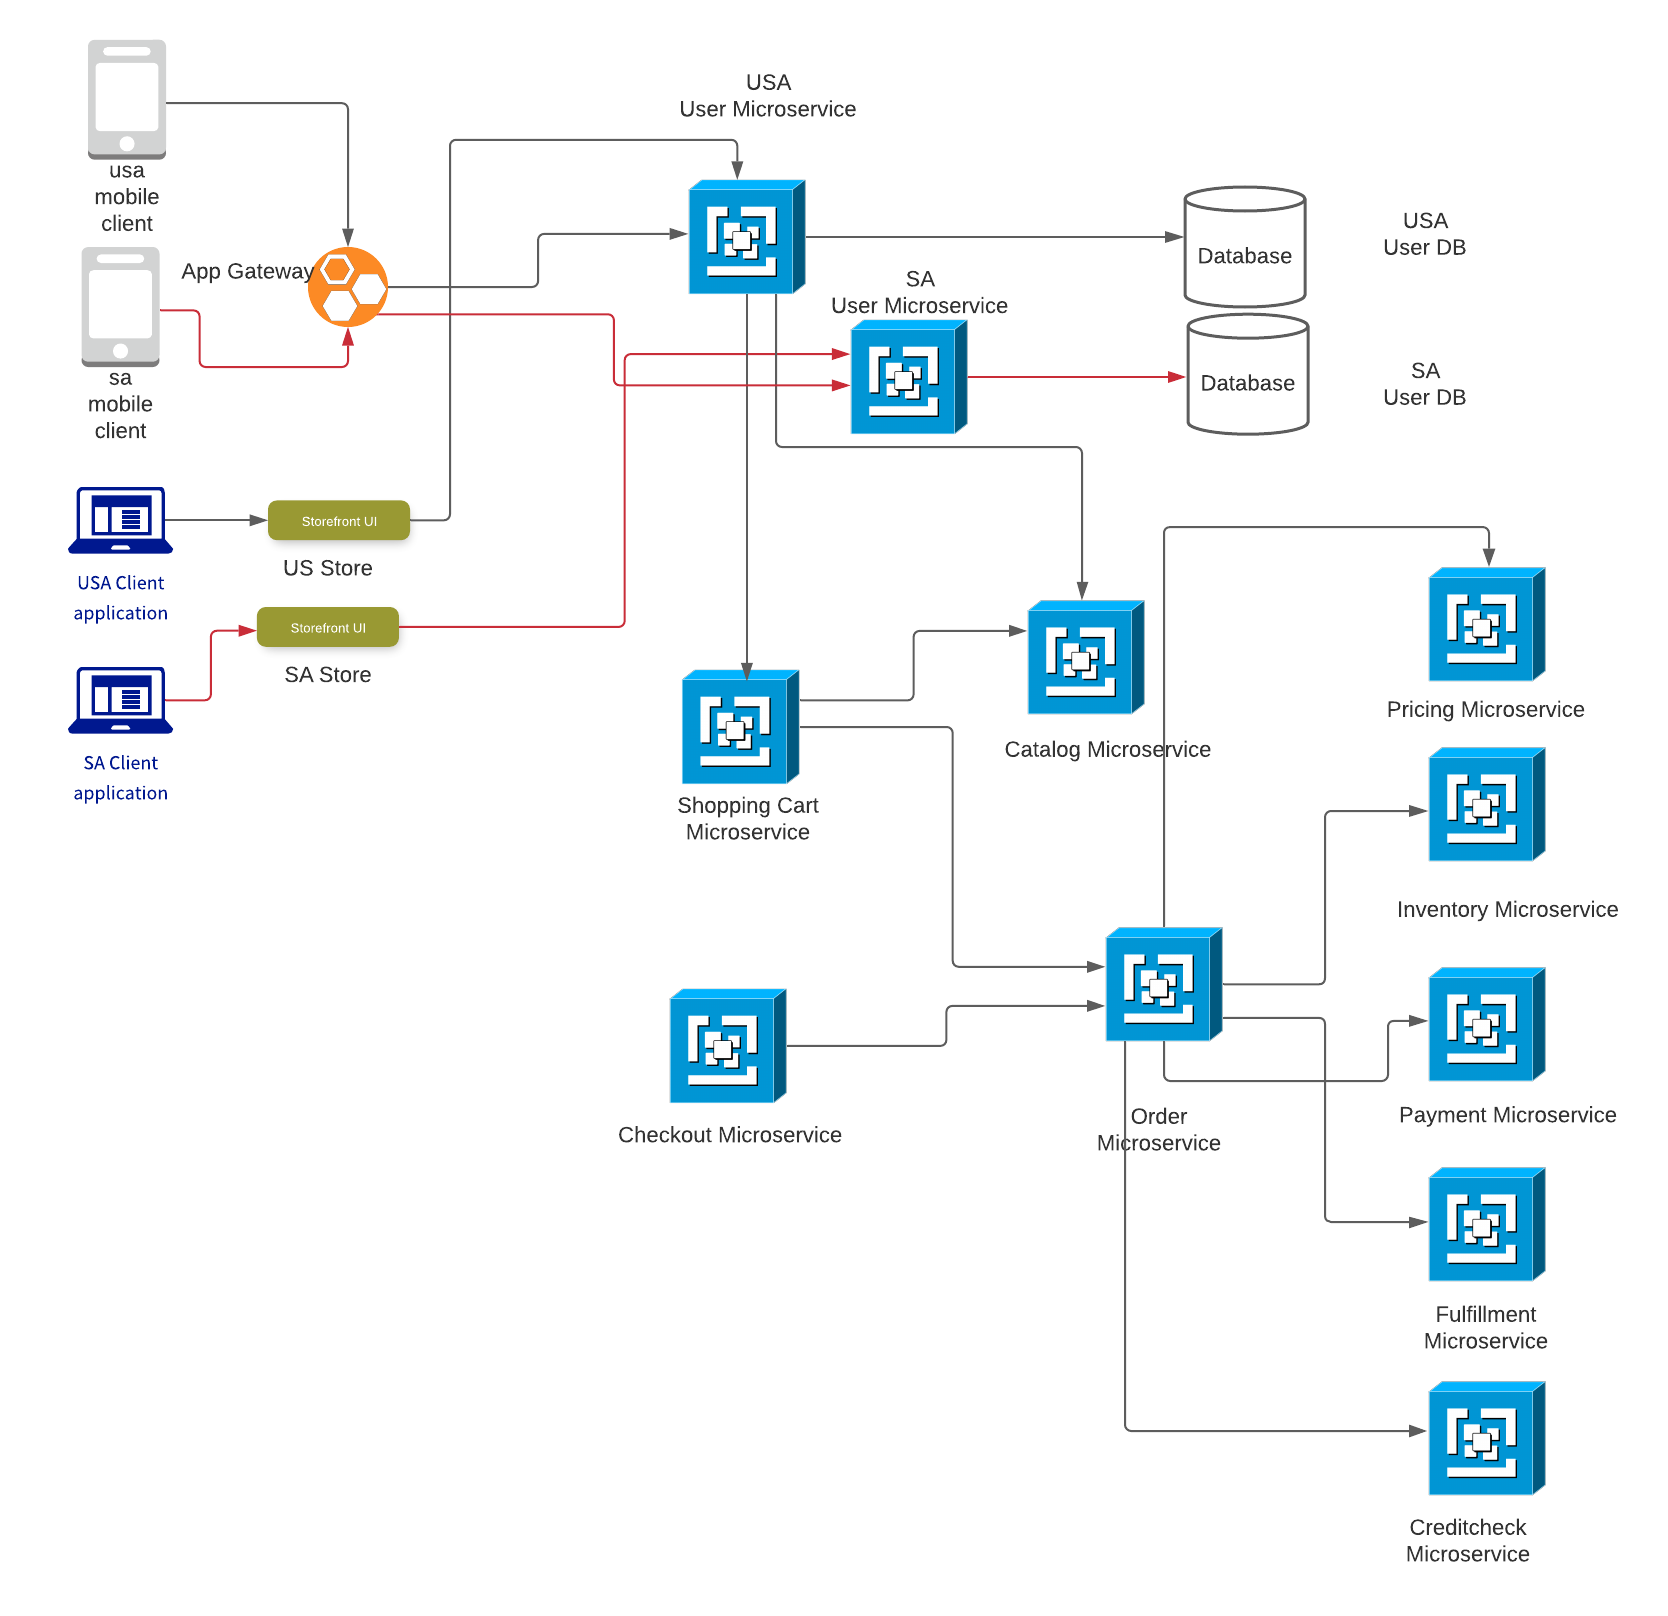 usa
mobile
client
App Gateway
sa
mobile
client
USA
User Microservice
SA
User Microservice
Database
USA
User DB
Database
SA
User DB
Storefront UI
US Store
USA Client
application
Storefront UI
SA Store
SA Client
application
Shopping Cart
Microservice
Catalog Microservice
Pricing Microservice
Inventory Microservice
Checkout Microservice
Order
Microservice
Payment Microservice
Fulfillment
Microservice
Creditcheck
Microservice